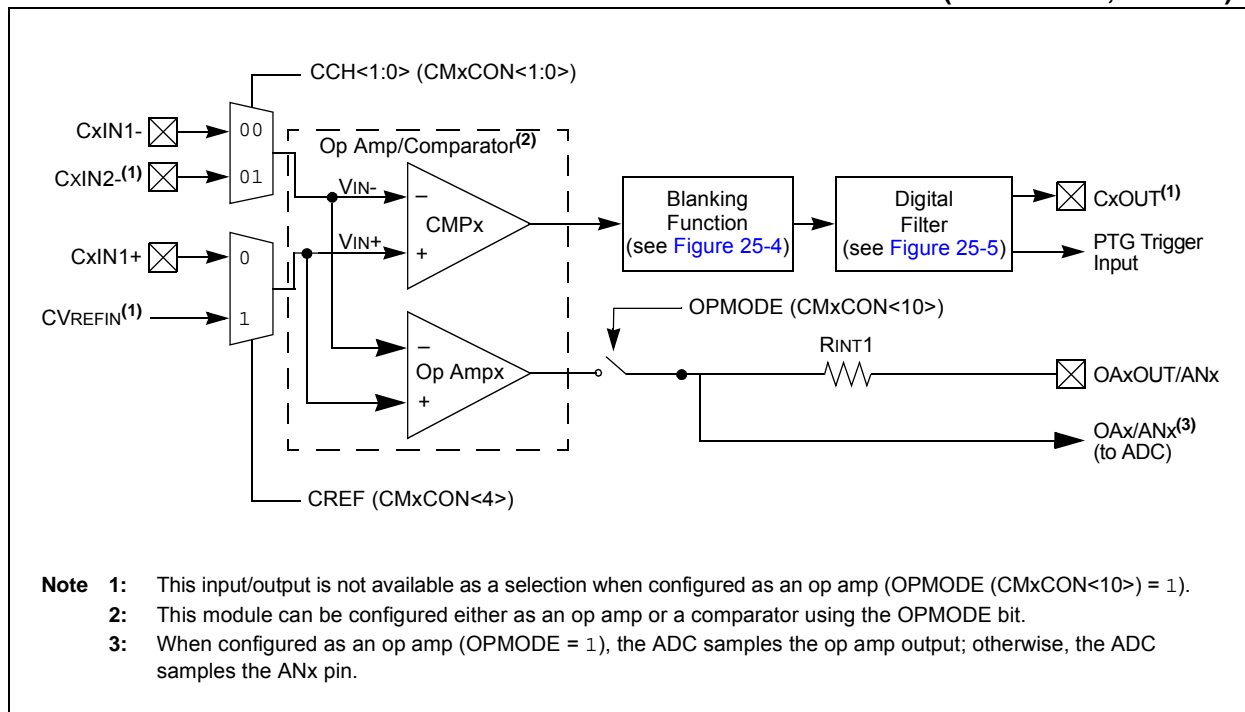 CCH<1:0> (CMxCON<1:0>)
CxIN1-
00
Op Amp/Comparator(2)
CxIN2-(1)
01
VIN-
–
CMPx
Blanking
Function
(see Figure 25-4)
Digital
Filter
(see Figure 25-5)
CxOUT(1)
PTG Trigger
Input
CxIN1+
0
VIN+
+
CVREFIN(1)
1
OPMODE (CMxCON<10>)
–
Op Ampx
+
RINT1
OAxOUT/ANx
OAx/ANx(3)
(to ADC)
CREF (CMxCON<4>)
Note 1: This input/output is not available as a selection when configured as an op amp (OPMODE (CMxCON<10>) = 1).
2: This module can be configured either as an op amp or a comparator using the OPMODE bit.
3: When configured as an op amp (OPMODE = 1), the ADC samples the op amp output; otherwise, the ADC
samples the ANx pin.